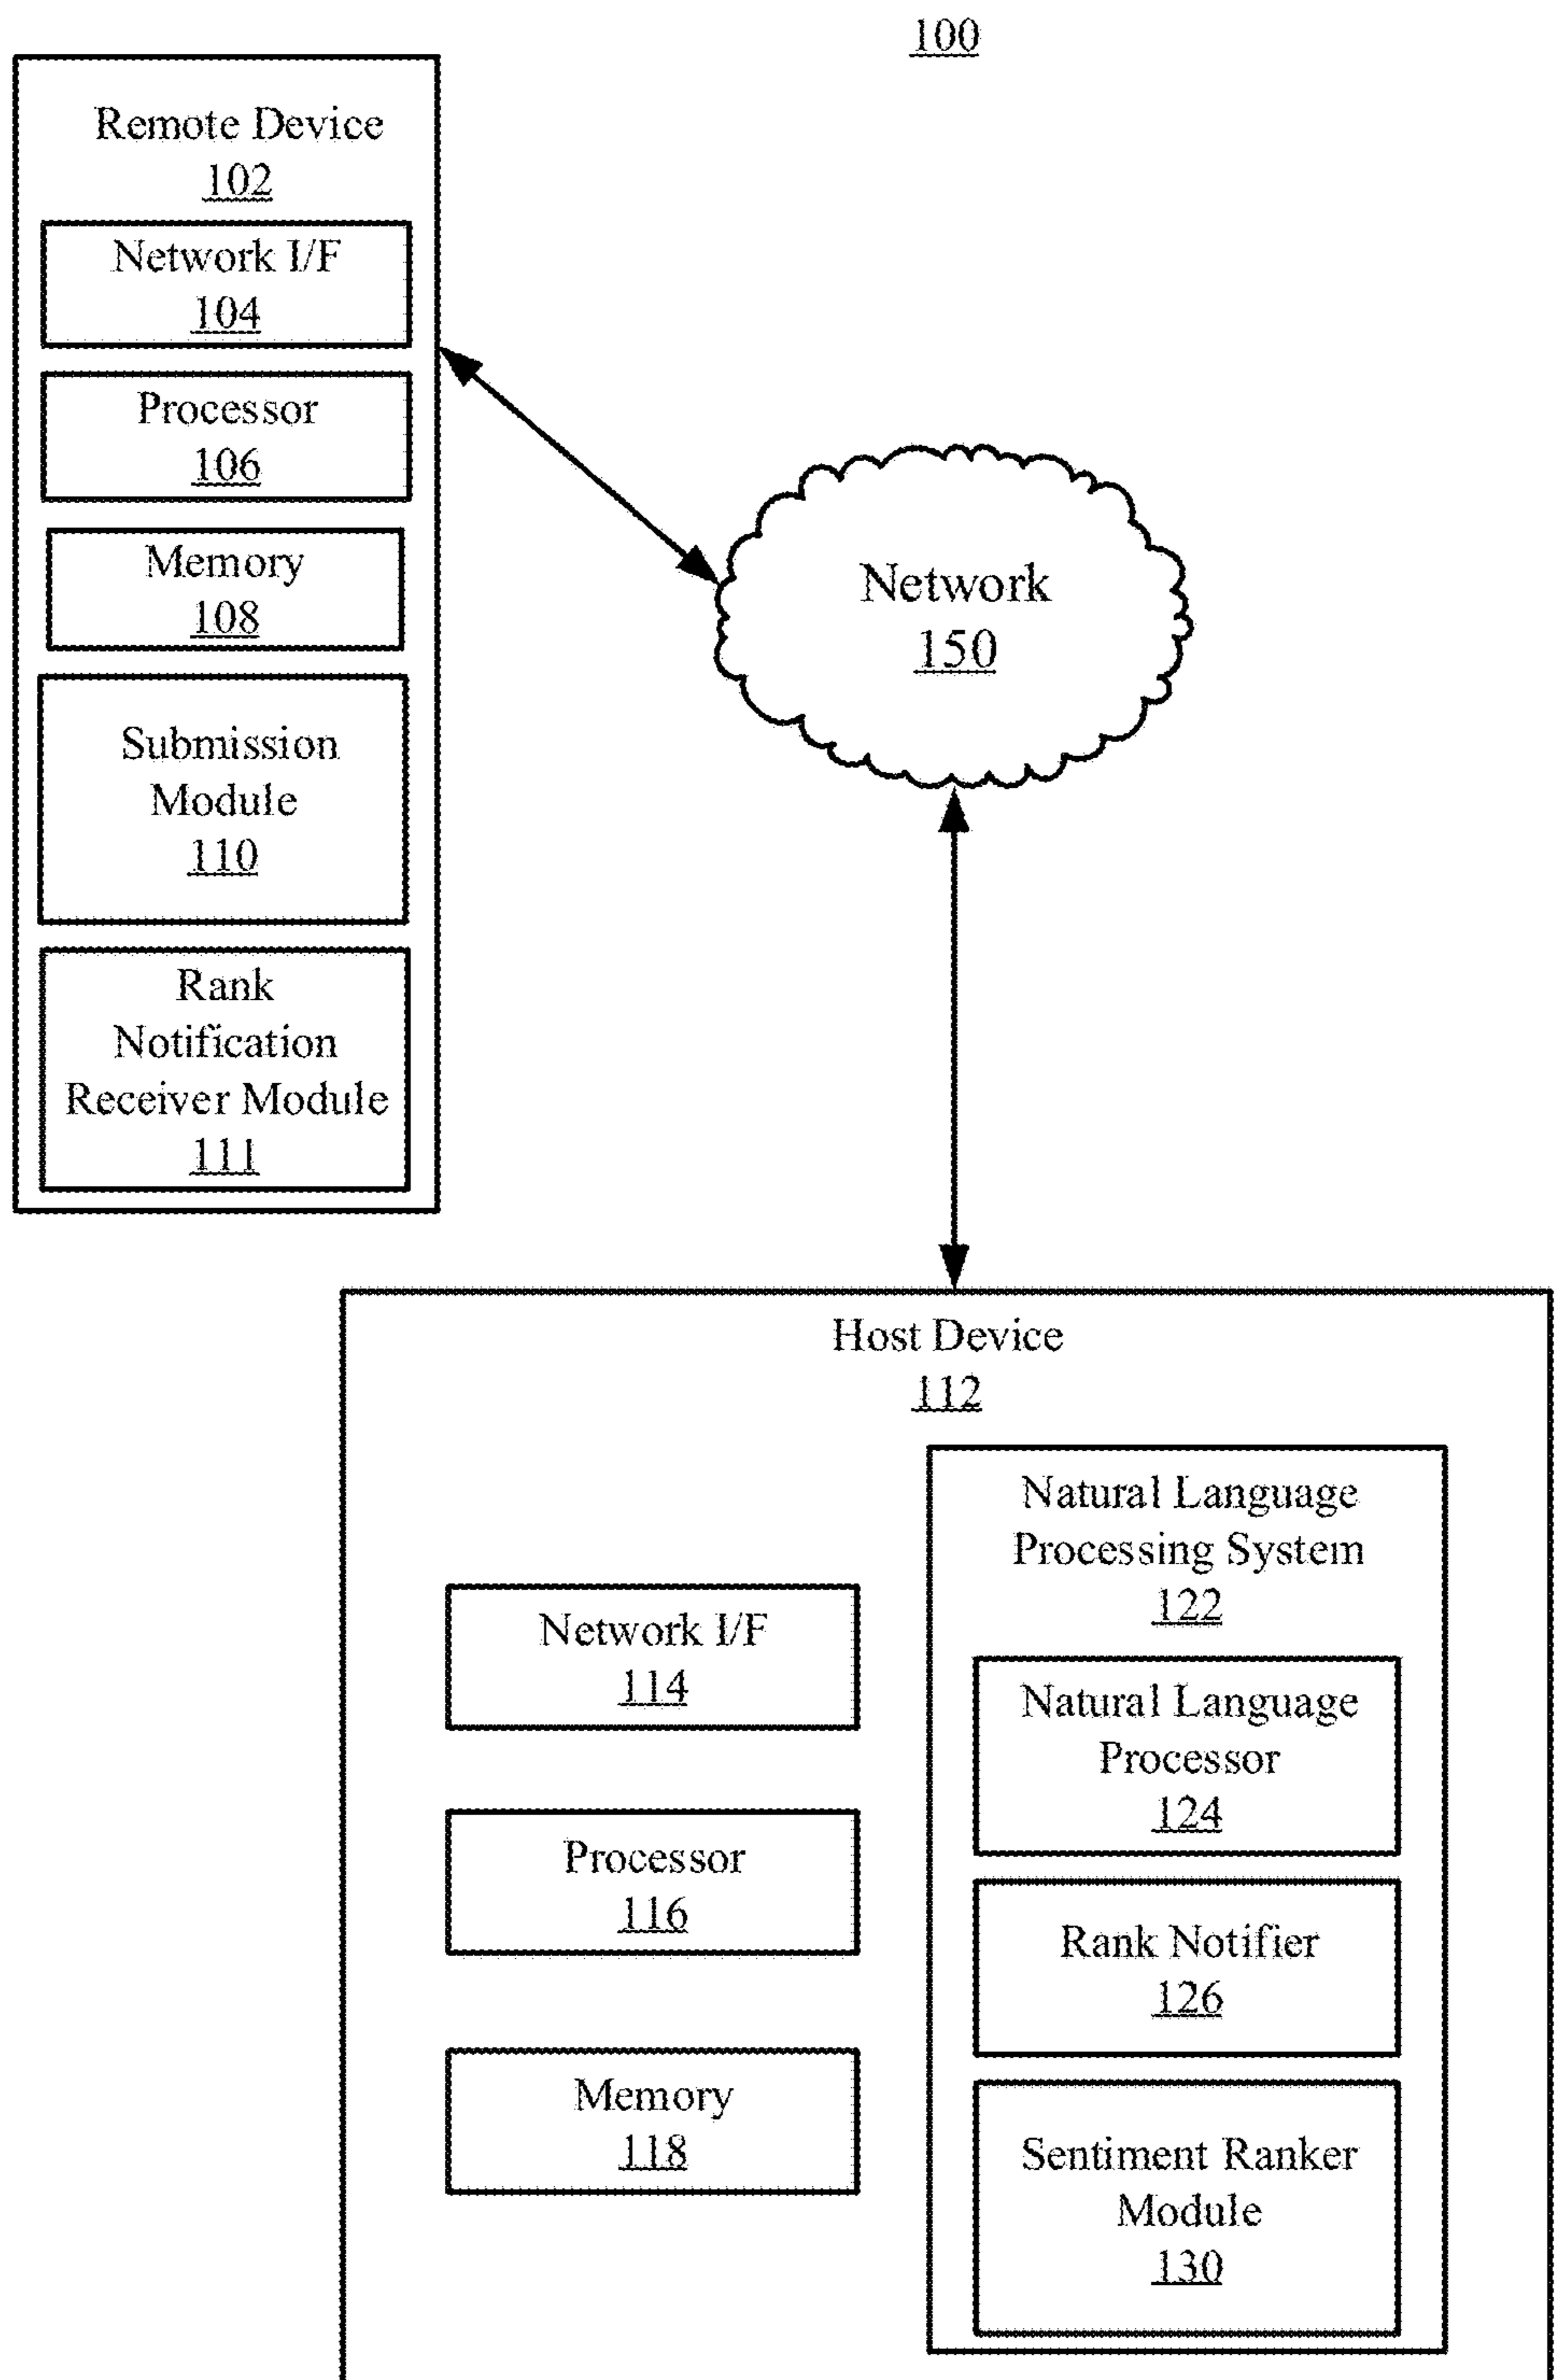 100
Remote Device
102
Network I/F
104
Processor
106
Memory
108
Submission
Module
110
Rank
Notification
Receiver Module
111
Network
150
Host Device
112
Network I/F
114
Processor
116
Memory
118
Natural Language
Processing System
122
Natural Language
Processor
124
Rank Notifier
126
Sentiment Ranker
Module
130